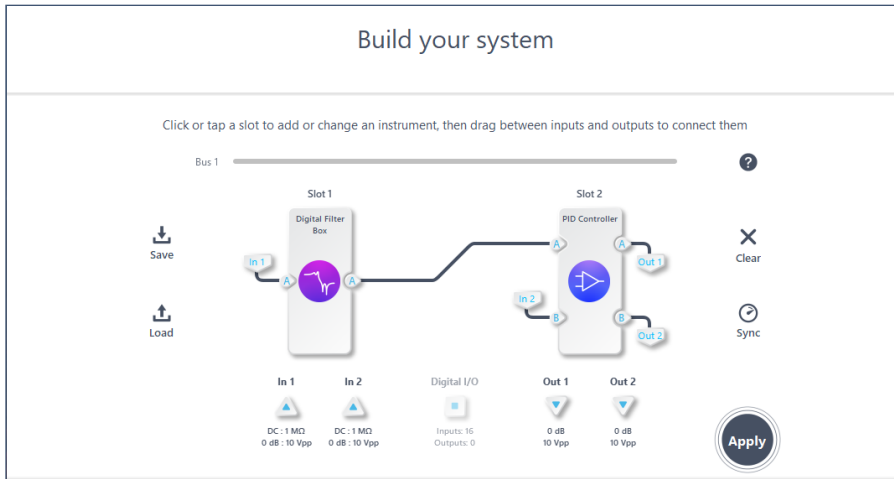 Build your system
Click or tap a slot to add or change an instrument, then drag between inputs and outputs to connect them
Bus 1
?
Slot 1
Slot 2
Digital Filter
Box
PID Controller
Save
Clear
In 1
A
A
A
A
Out 1
In 2
B
B
Out 2
Load
Sync
In 1
In 2
Digital I/O
Out 1
Out 2
DC : 1 MΩ
0 dB : 10 Vpp
DC : 1 MΩ
0 dB : 10 Vpp
Inputs: 16
Outputs: 0
0 dB
10 Vpp
0 dB
10 Vpp
Apply